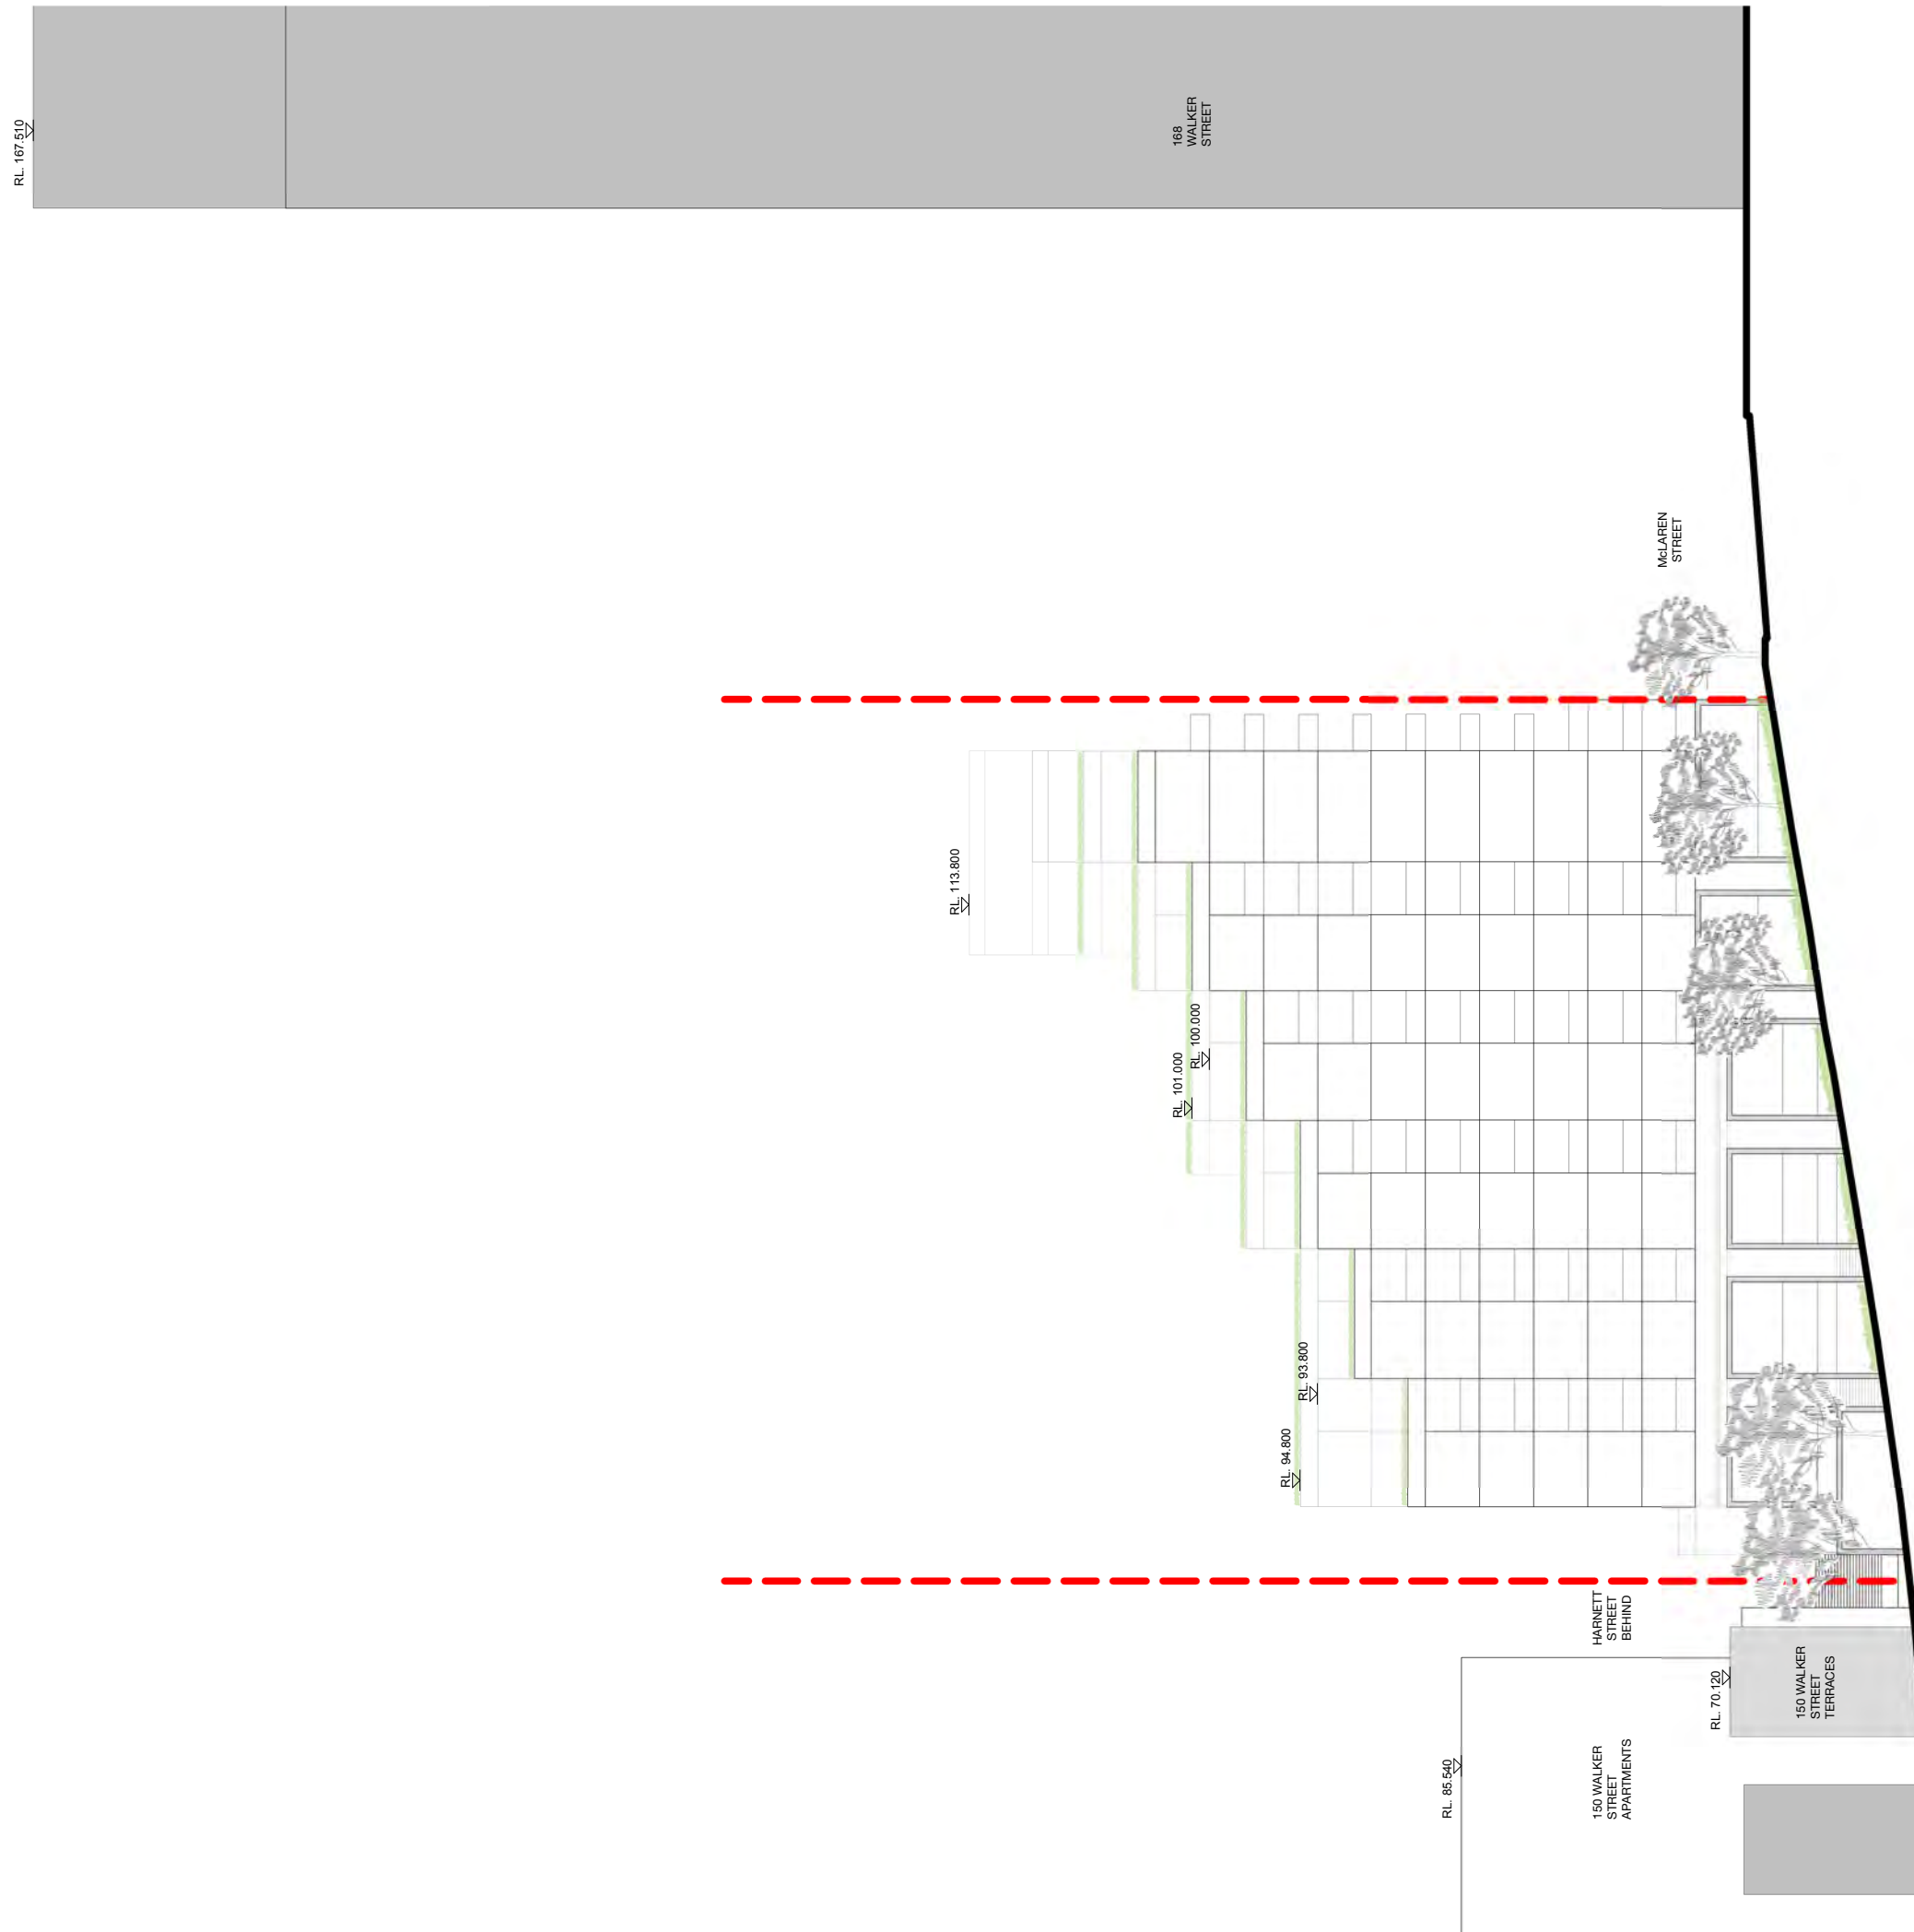 RL. 167.510
168
WALKER
STREET
McLAREN
STREET
RL. 113.800
RL. 100.000
RL. 101.000
RL. 93.800
RL. 94.800
HARNETT
STREET
BEHIND
RL. 70.120
150 WALKER
STREET
TERRACES
RL. 85.540
150 WALKER
STREET
APARTMENTS